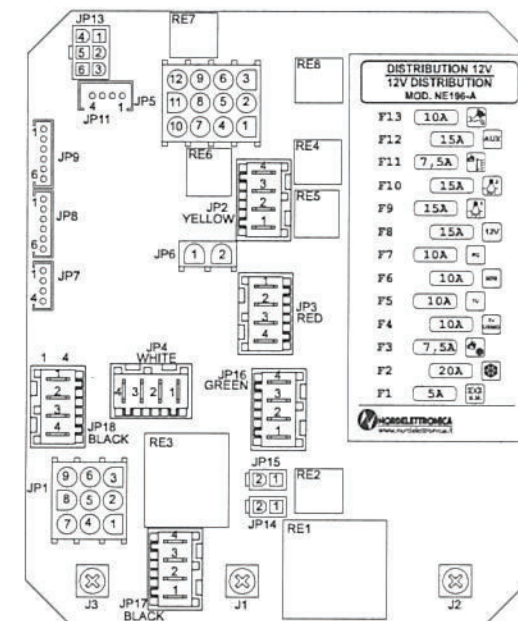 JP13
4 1
5 2
6 3
RE7
RE8
4 1
JP5
JP11
12 9 6 3
11 8 5 2
10 7 4 1
RE6
RE4
RE5
1
6
JP9
1
6
JP8
1
4
JP7
4
3
2
1
JP2
YELLOW
JP6
1 2
1
2
3
4
JP3
RED
JP4
WHITE
4 3 2 1
1 4
1
2
3
4
JP18
BLACK
JP16
GREEN
4
3
2
1
JP1
9 6 3
8 5 2
7 4 1
RE3
JP15
2 1
2 1
JP14
RE2
RE1
4
3
2
1
JP17
BLACK
J3
J1
J2
DISTRIBUTION 12V
12V DISTRIBUTION
MOD. NE196-A
F13 10A
F12 15A AUX
F11 7,5A
F10 15A
F9 15A
F8 15A 12V
F7 10A
F6 10A
F5 10A TV
F4 10A TV
F3 7,5A
F2 20A
F1 5A
NORDELETTRONICA
www.nordelettronica.it